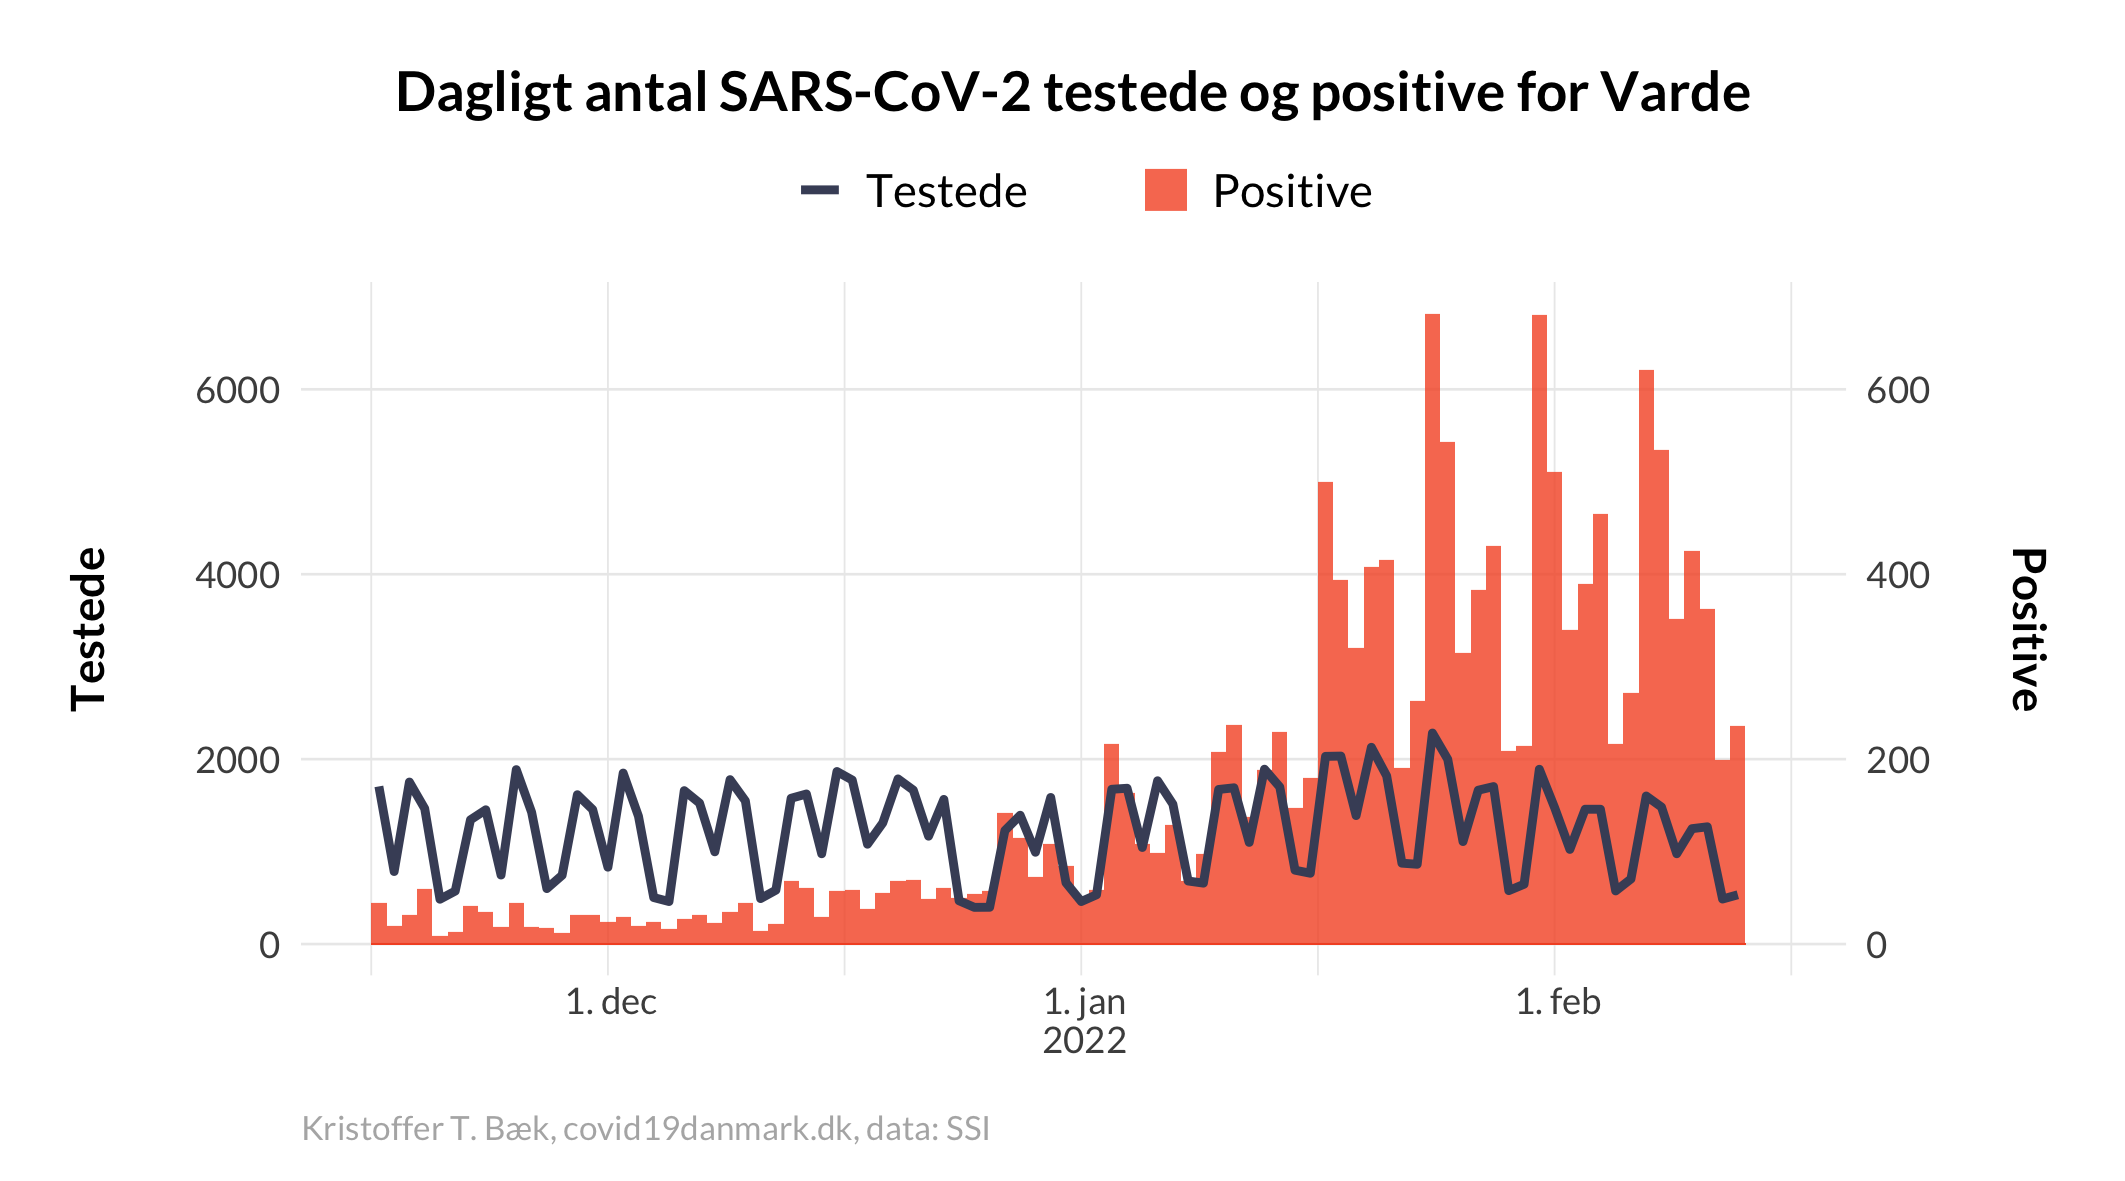 Dagligt antal SARS-CoV-2 testede og positive for Varde
Testede Positive
6000 600
4000 400
2000 200
0 0
Testede
Positive
1. dec 1. jan 1. feb
2022
Kristoffer T. Bæk, covid19danmark.dk, data: SSI